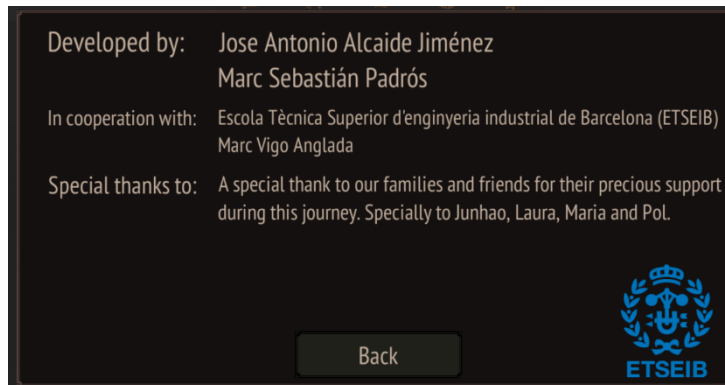 Developed by: Jose Antonio Alcaide Jiménez
Marc Sebastián Padrós
In cooperation with: Escola Tècnica Superior d'enginyeria industrial de Barcelona (ETSEIB)
Marc Vigo Anglada
Special thanks to: A special thank to our families and friends for their precious support
during this journey. Specially to Junhao, Laura, Maria and Pol.
Back
ETSEIB